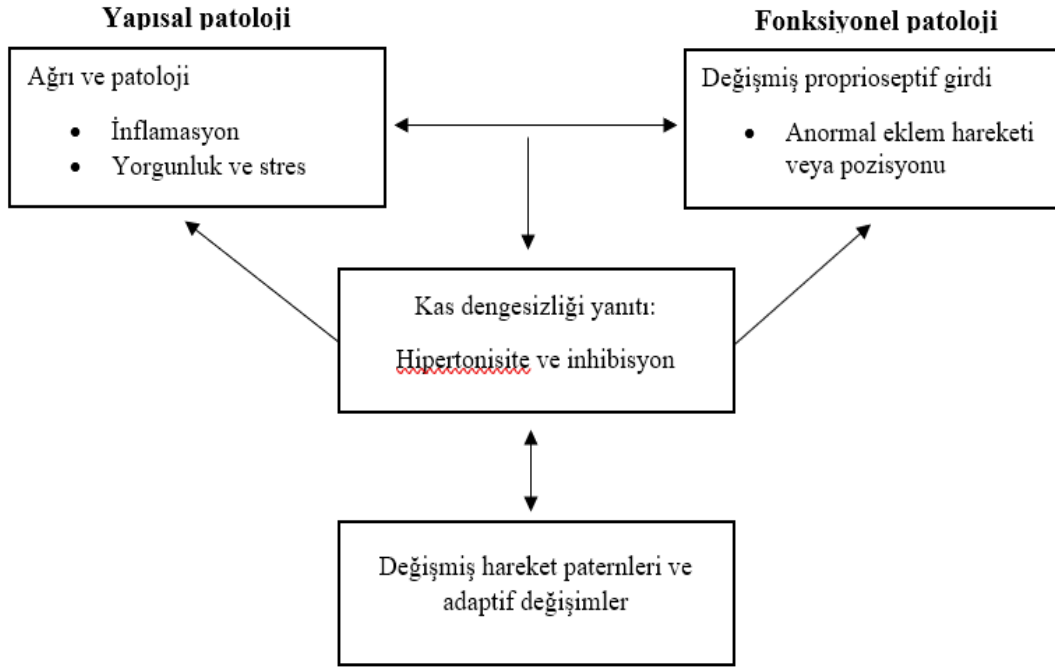 Yapısal patoloji
Fonksiyonel patoloji
Ağrı ve patoloji
• İnflamasyon
• Yorgunluk ve stres
Değişmiş proprioseptif girdi
• Anormal eklem hareketi
veya pozisyonu
Kas dengesizliği yanıtı:
Hipertonisite ve inhibisyon
Değişmiş hareket paternleri ve
adaptif değişimler